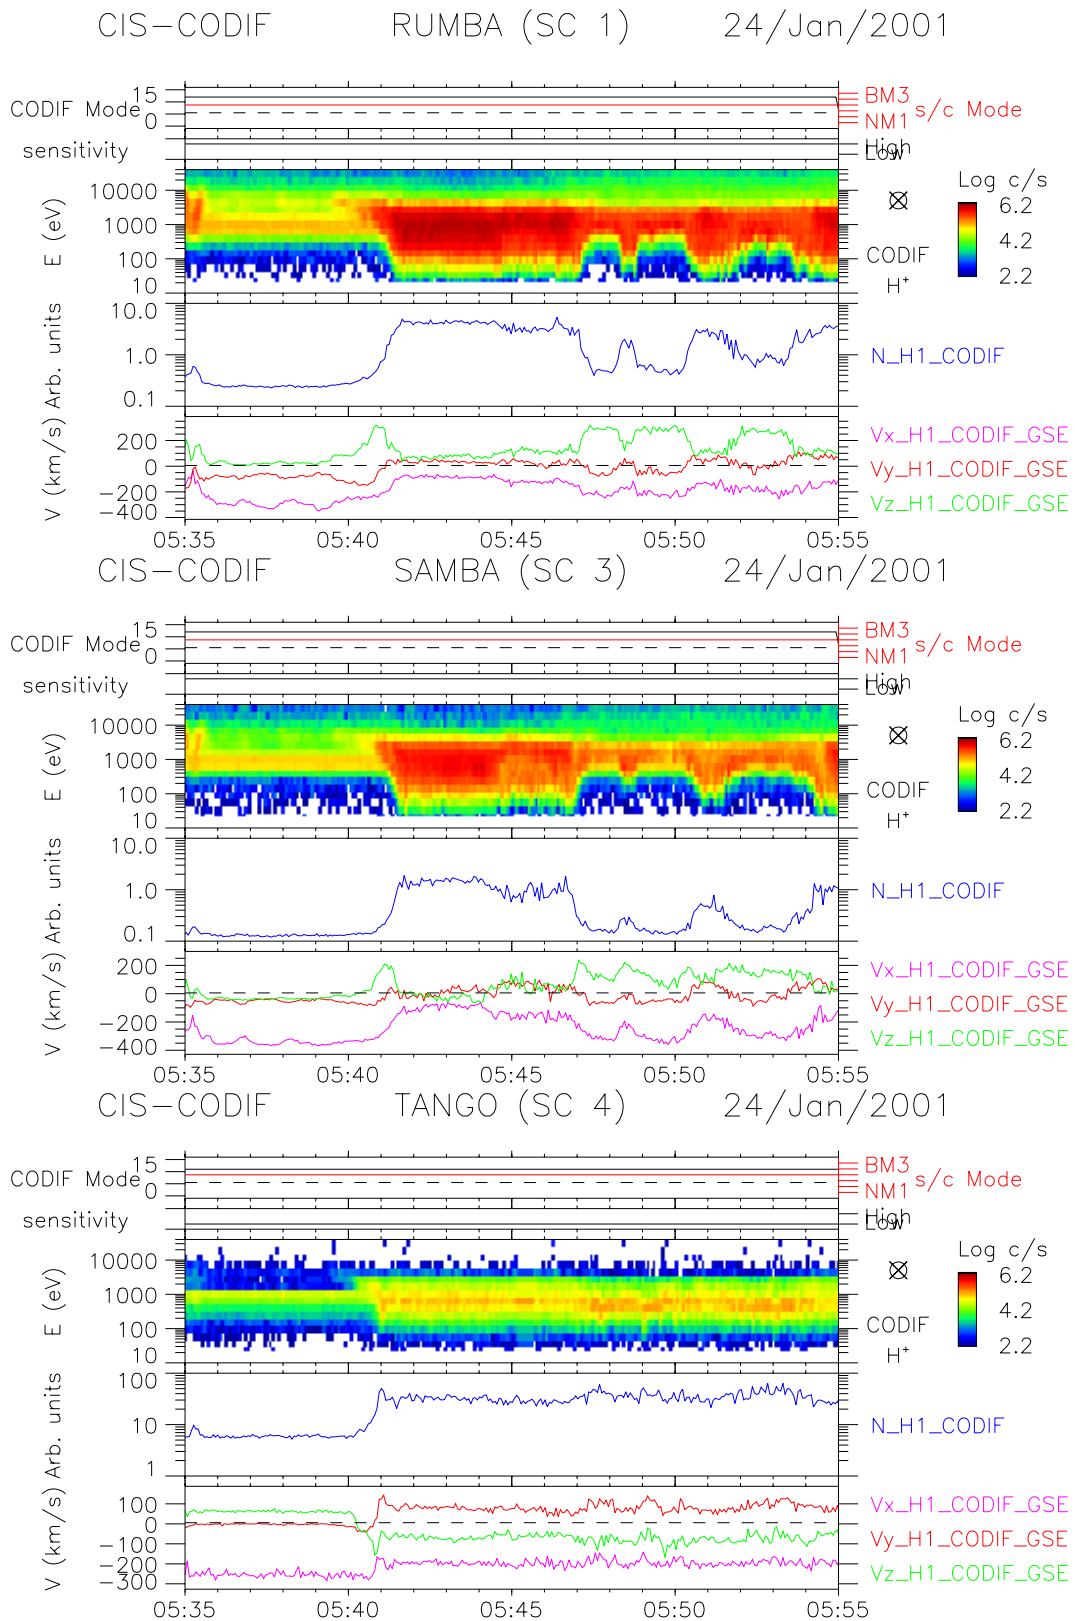 CIS-CODIF RUMBA (SC 1) 24/Jan/2001
CODIF Mode 15 0 BM3 NM1 s/c Mode
sensitivity High Low
E (eV) 10000 1000 100 10 CODIF H+ Log c/s 6.2 4.2 2.2
Arb. units 10.0 1.0 0.1 N_H1_CODIF
V (km/s) 200 0 -200 -400 Vx_H1_CODIF_GSE
Vy_H1_CODIF_GSE
Vz_H1_CODIF_GSE
05:35 05:40 05:45 05:50 05:55
CIS-CODIF SAMBA (SC 3) 24/Jan/2001
CODIF Mode 15 0 BM3 NM1 s/c Mode
sensitivity High Low
E (eV) 10000 1000 100 10 CODIF H+ Log c/s 6.2 4.2 2.2
Arb. units 10.0 1.0 0.1 N_H1_CODIF
V (km/s) 200 0 -200 -400 Vx_H1_CODIF_GSE
Vy_H1_CODIF_GSE
Vz_H1_CODIF_GSE
05:35 05:40 05:45 05:50 05:55
CIS-CODIF TANGO (SC 4) 24/Jan/2001
CODIF Mode 15 0 BM3 NM1 s/c Mode
sensitivity High Low
E (eV) 10000 1000 100 10 CODIF H+ Log c/s 6.2 4.2 2.2
Arb. units 100 10 1 N_H1_CODIF
V (km/s) 100 0 -100 -200 -300 Vx_H1_CODIF_GSE
Vy_H1_CODIF_GSE
Vz_H1_CODIF_GSE
05:35 05:40 05:45 05:50 05:55